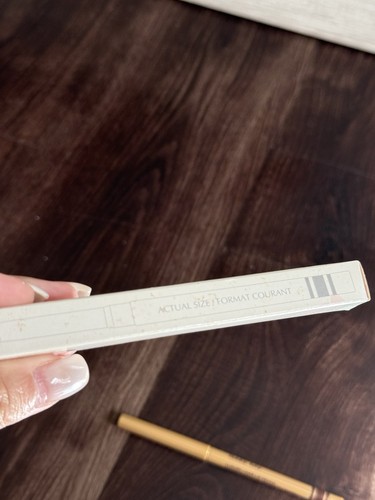 ACTUAL SIZE / FORMAT COURANT